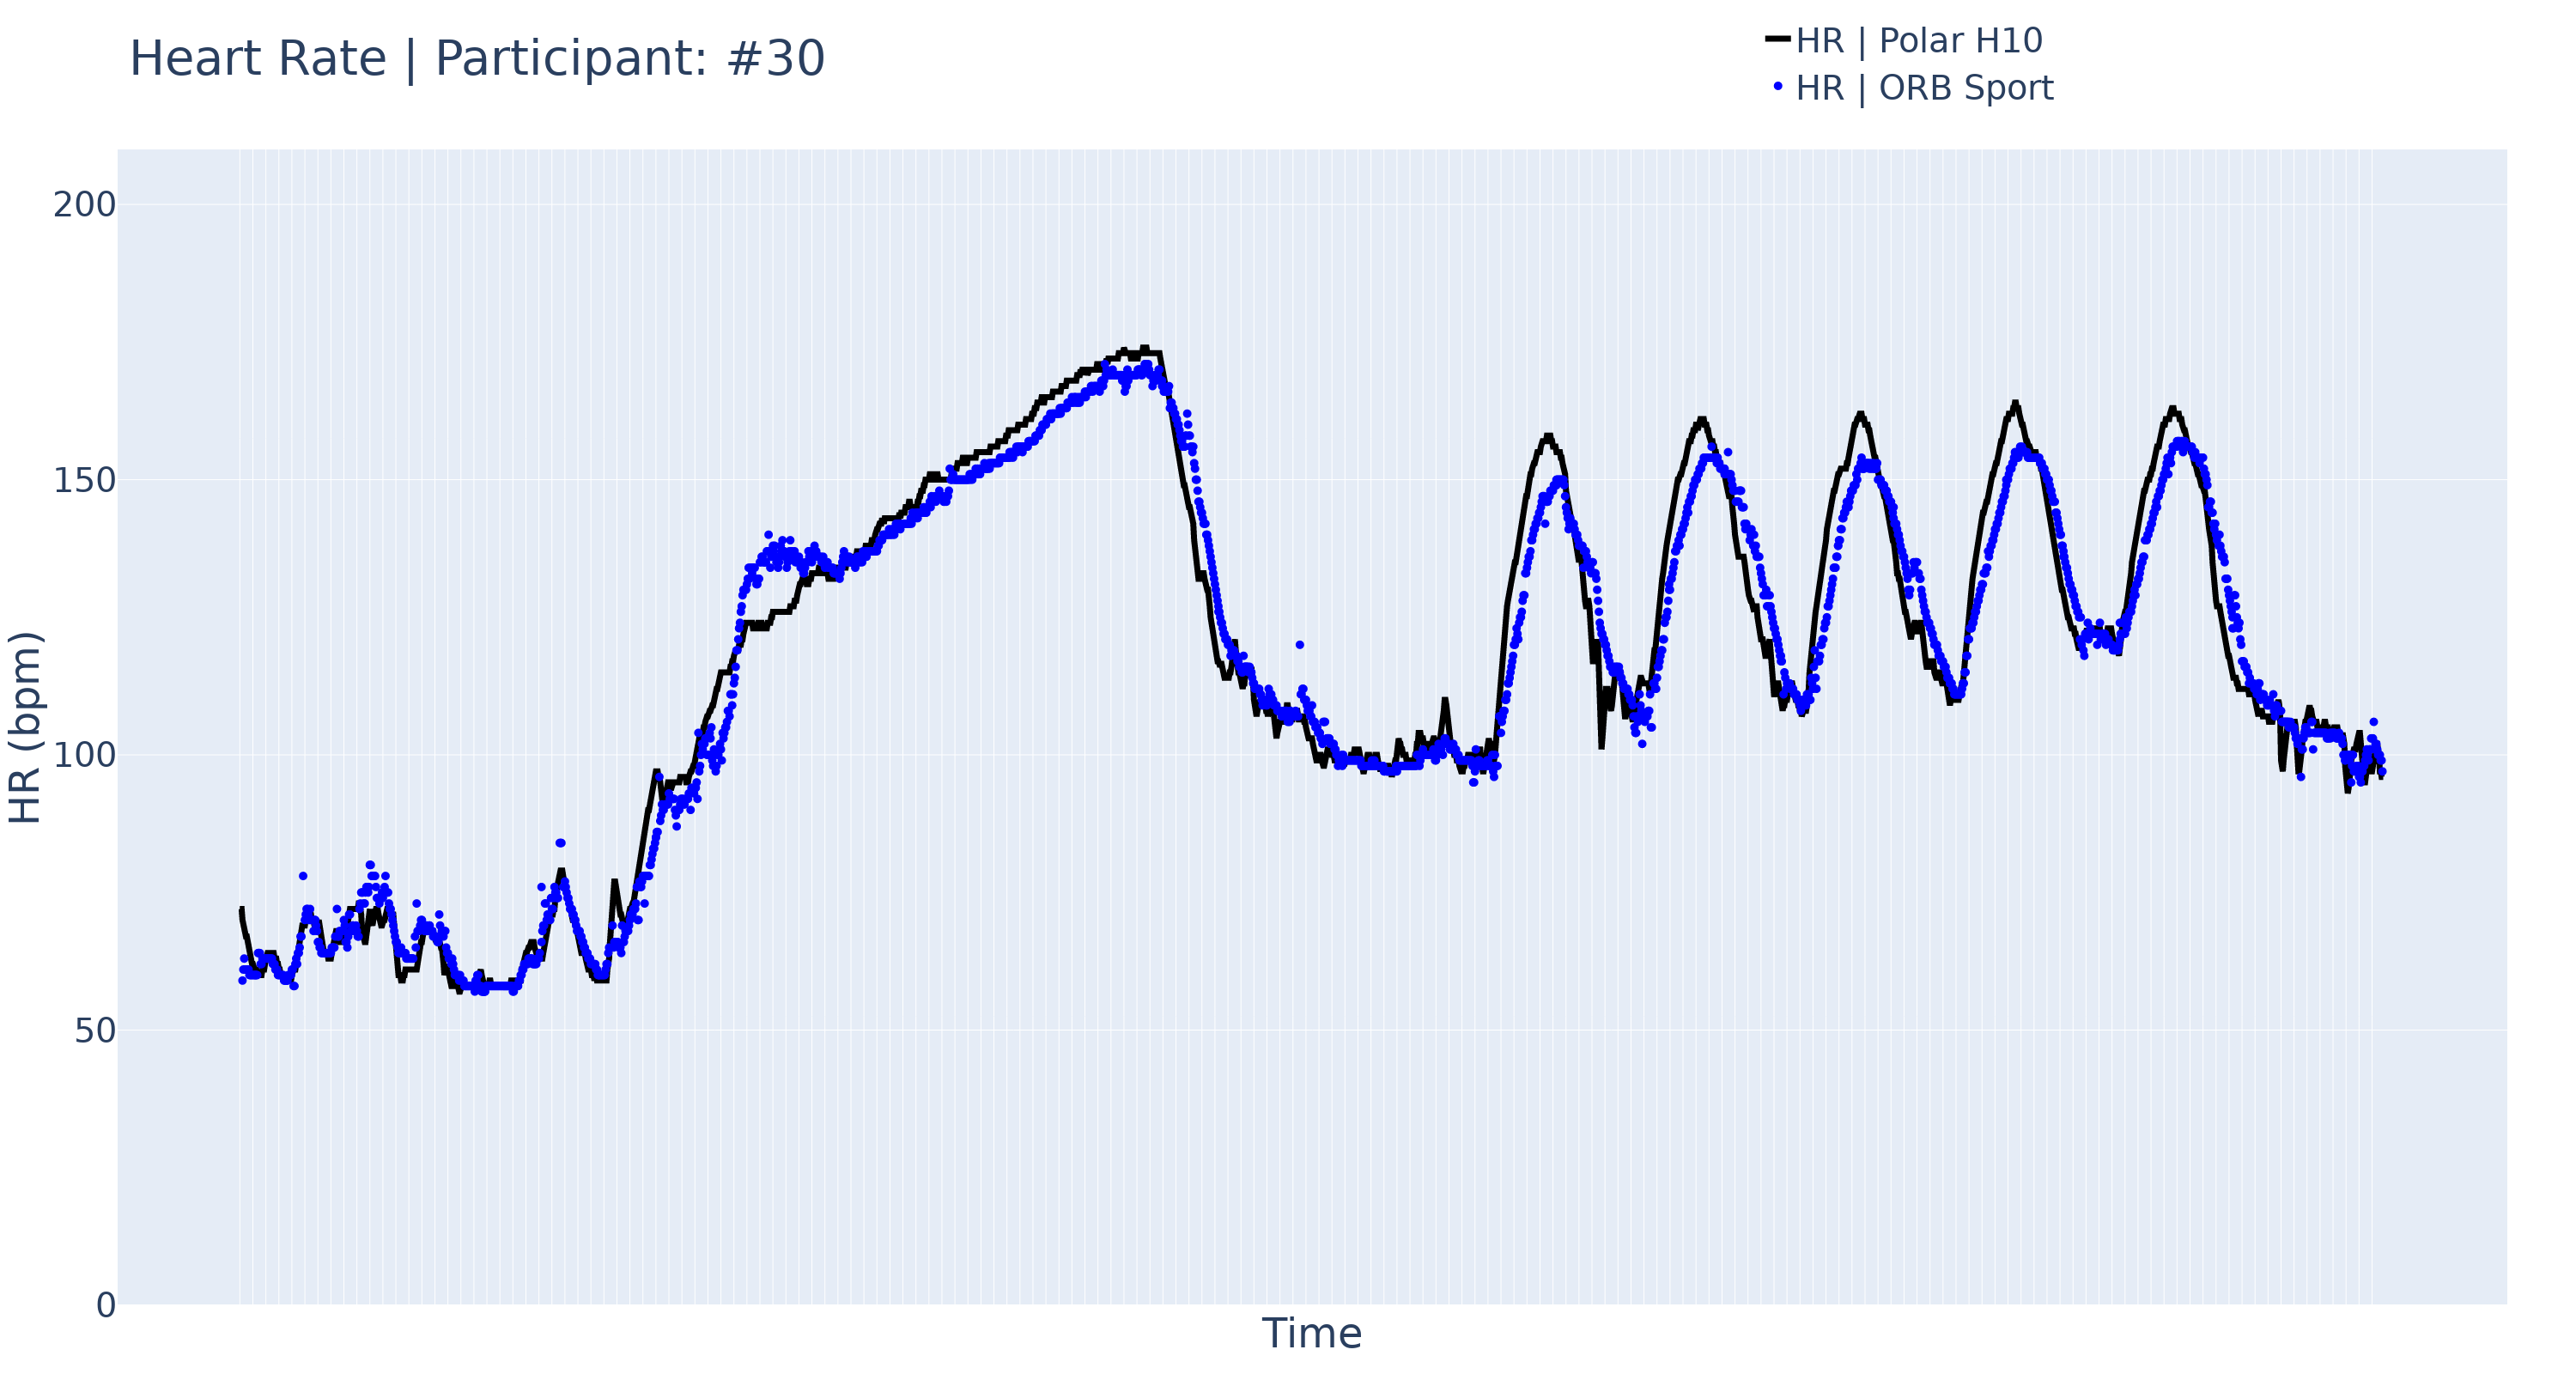 Heart Rate | Participant: #30
HR | Polar H10
HR | ORB Sport
200
150
100
50
0
HR (bpm)
Time